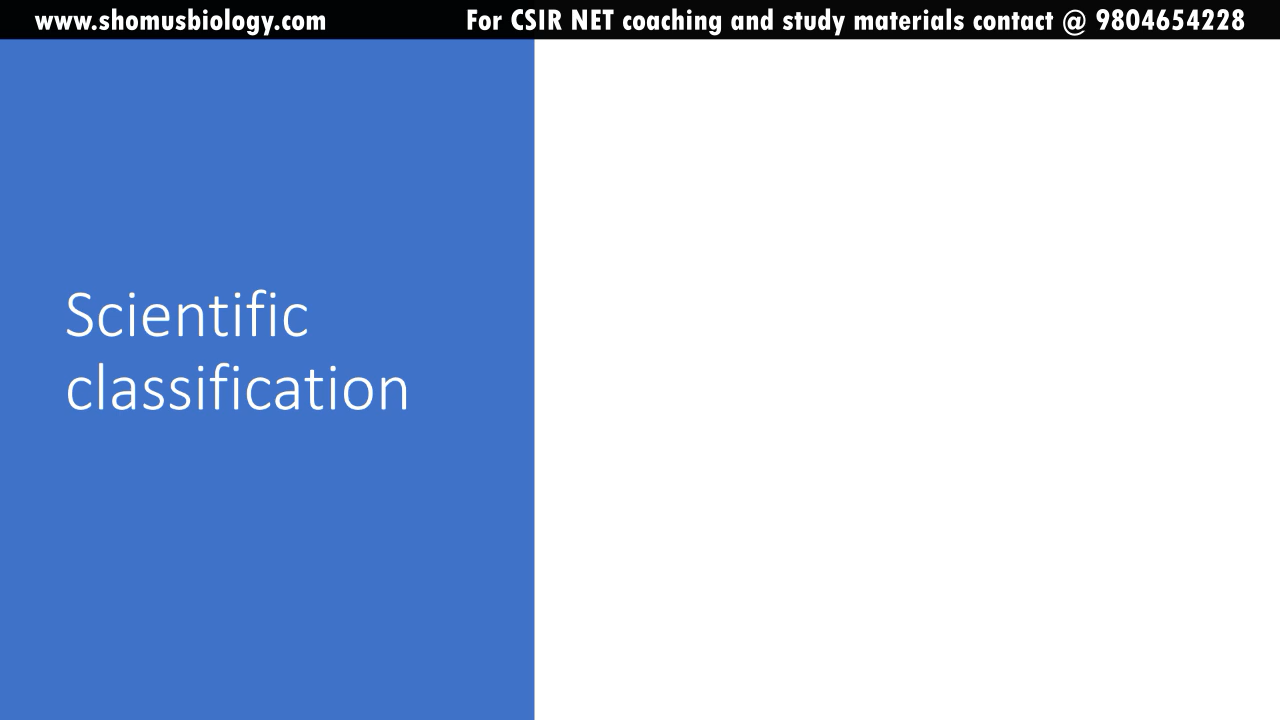 www.shomusbiology.com
For CSIR NET coaching and study materials contact @ 9804654228
Scientific
classification